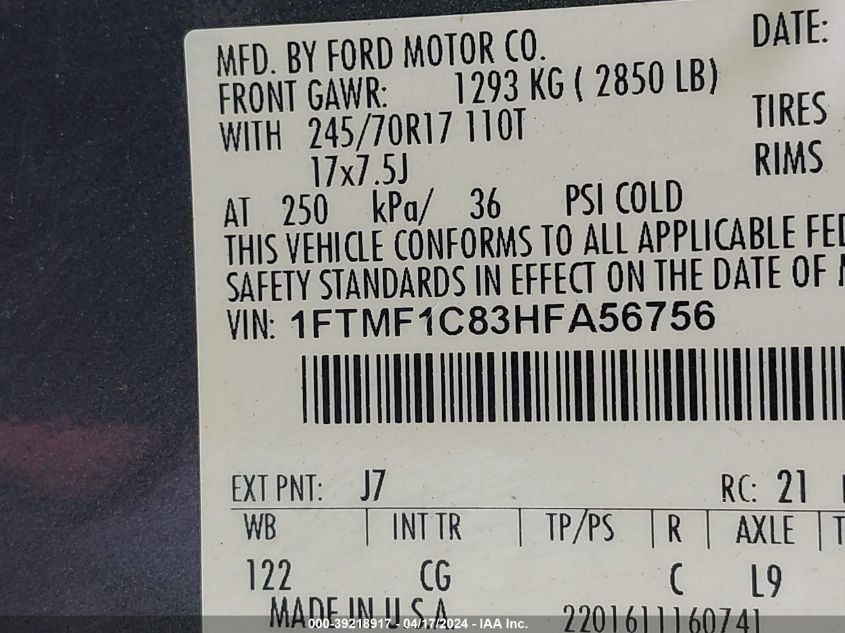 MFD. BY FORD MOTOR CO. DATE:
FRONT GAWR: 1293 KG ( 2850 LB)
WITH 245/70R17 110T TIRES
17x7.5J RIMS
AT 250 kPa/ 36 PSI COLD
THIS VEHICLE CONFORMS TO ALL APPLICABLE FED
SAFETY STANDARDS IN EFFECT ON THE DATE OF
VIN: 1FTMF1C83HFA56756
EXT PNT: J7 RC: 21
WB INT TR TP/PS R AXLE T
122 CG C L9
MADE IN U.S.A. 2201611160741
000-39218917 - 04/17/2024 - IAA Inc.